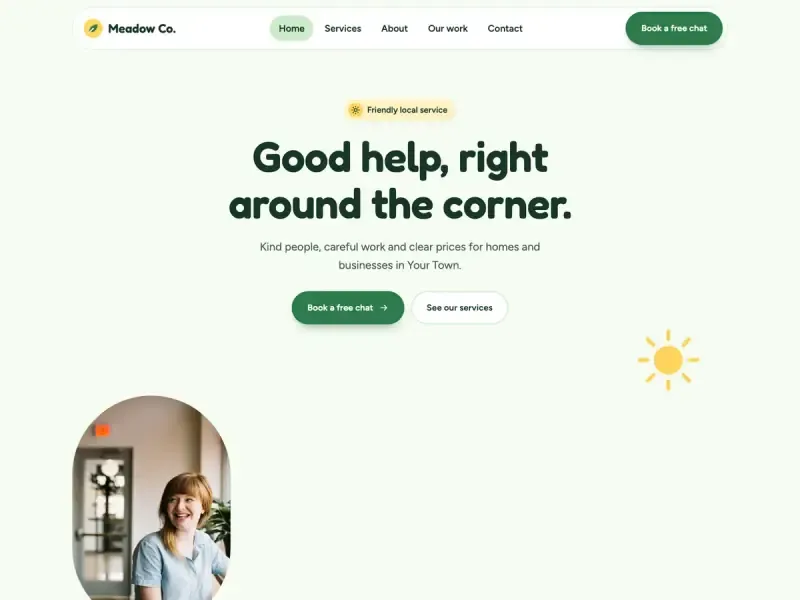 Meadow Co.
Home
Services
About
Our work
Contact
Book a free chat
Friendly local service
Good help, right
around the corner.
Kind people, careful work and clear prices for homes and
businesses in Your Town.
Book a free chat →
See our services